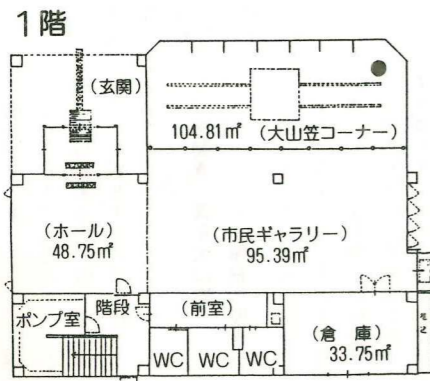 1階
(玄関)
104.81㎡ (大山笠コーナー)
(ホール)
48.75㎡
(市民ギャラリー)
95.39㎡
ポンプ室
階段
(前室)
(倉 庫)
33.75㎡
WC WC WC